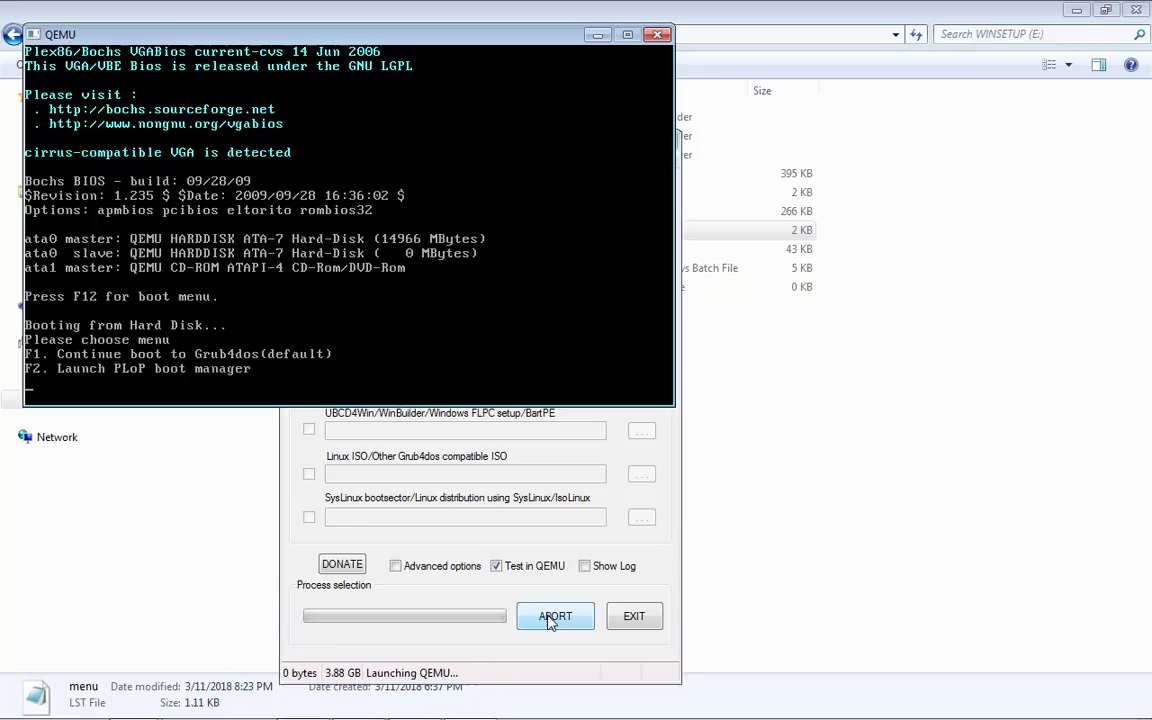 QEMU
Search WINSETUP (E:)
Plex86/Bochs VGABios current-cvs 14 Jun 2006
This VGA/VBE Bios is released under the GNU LGPL
Please visit :
. http://bochs.sourceforge.net
. http://www.nongnu.org/vgabios
cirrus-compatible VGA is detected
Bochs BIOS - build: 09/28/09
$Revision: 1.235 $ $Date: 2009/09/28 16:36:02 $
Options: apmbios pcibios eltorito rombios32
ata0 master: QEMU HARDDISK ATA-7 Hard-Disk (14966 MBytes)
ata0  slave: QEMU HARDDISK ATA-7 Hard-Disk (   0 MBytes)
ata1 master: QEMU CD-ROM ATAPI-4 CD-Rom/DVD-Rom
Press F12 for boot menu.
Booting from Hard Disk...
Please choose menu
F1. Continue boot to Grub4dos(default)
F2. Launch PLoP boot manager
Size
der
er
er
395 KB
2 KB
266 KB
2 KB
43 KB
vs Batch File 5 KB
0 KB
UBCD4Win/WinBuilder/Windows FLPC setup/BartPE
...
Network
Linux ISO/Other Grub4dos compatible ISO
...
SysLinux bootsector/Linux distribution using SysLinux/IsoLinux
...
DONATE Advanced options Test in QEMU Show Log
Process selection
ABORT EXIT
0 bytes 3.88 GB Launching QEMU...
menu Date modified: 3/11/2018 8:23 PM Date created: 3/11/2018 6:37 PM
LST File Size: 1.11 KB